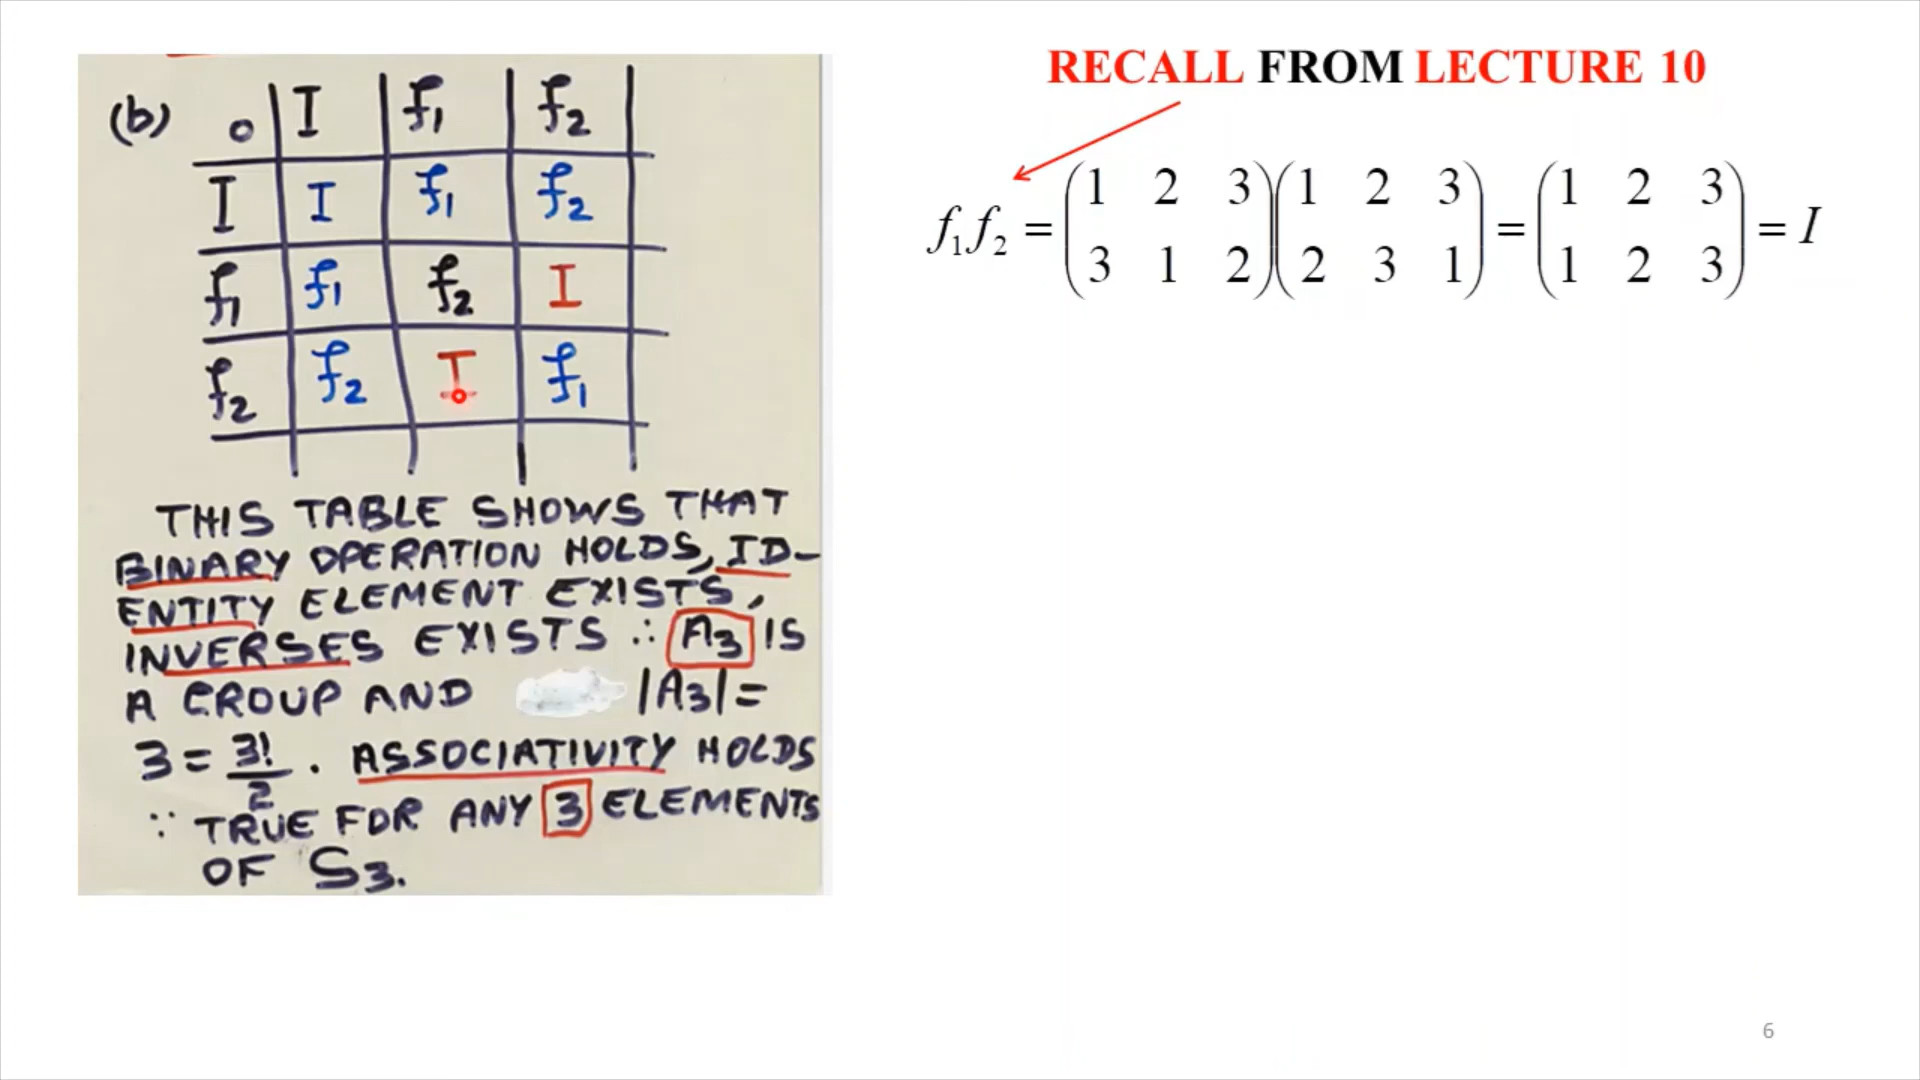 RECALL FROM LECTURE 10
(b) o I f1 f2
I I f1 f2
f1 f1 f2 I
f2 f2 I f1
THIS TABLE SHOWS THAT
BINARY OPERATION HOLDS, ID-
ENTITY ELEMENT EXISTS,
INVERSES EXISTS ∴ A3 IS
A GROUP AND |A3| =
3 = 3!/2 . ASSOCIATIVITY HOLDS
∵ TRUE FOR ANY 3 ELEMENTS
OF S3.
f1f2 = (1 2 3 / 3 1 2)(1 2 3 / 2 3 1) = (1 2 3 / 1 2 3) = I
6